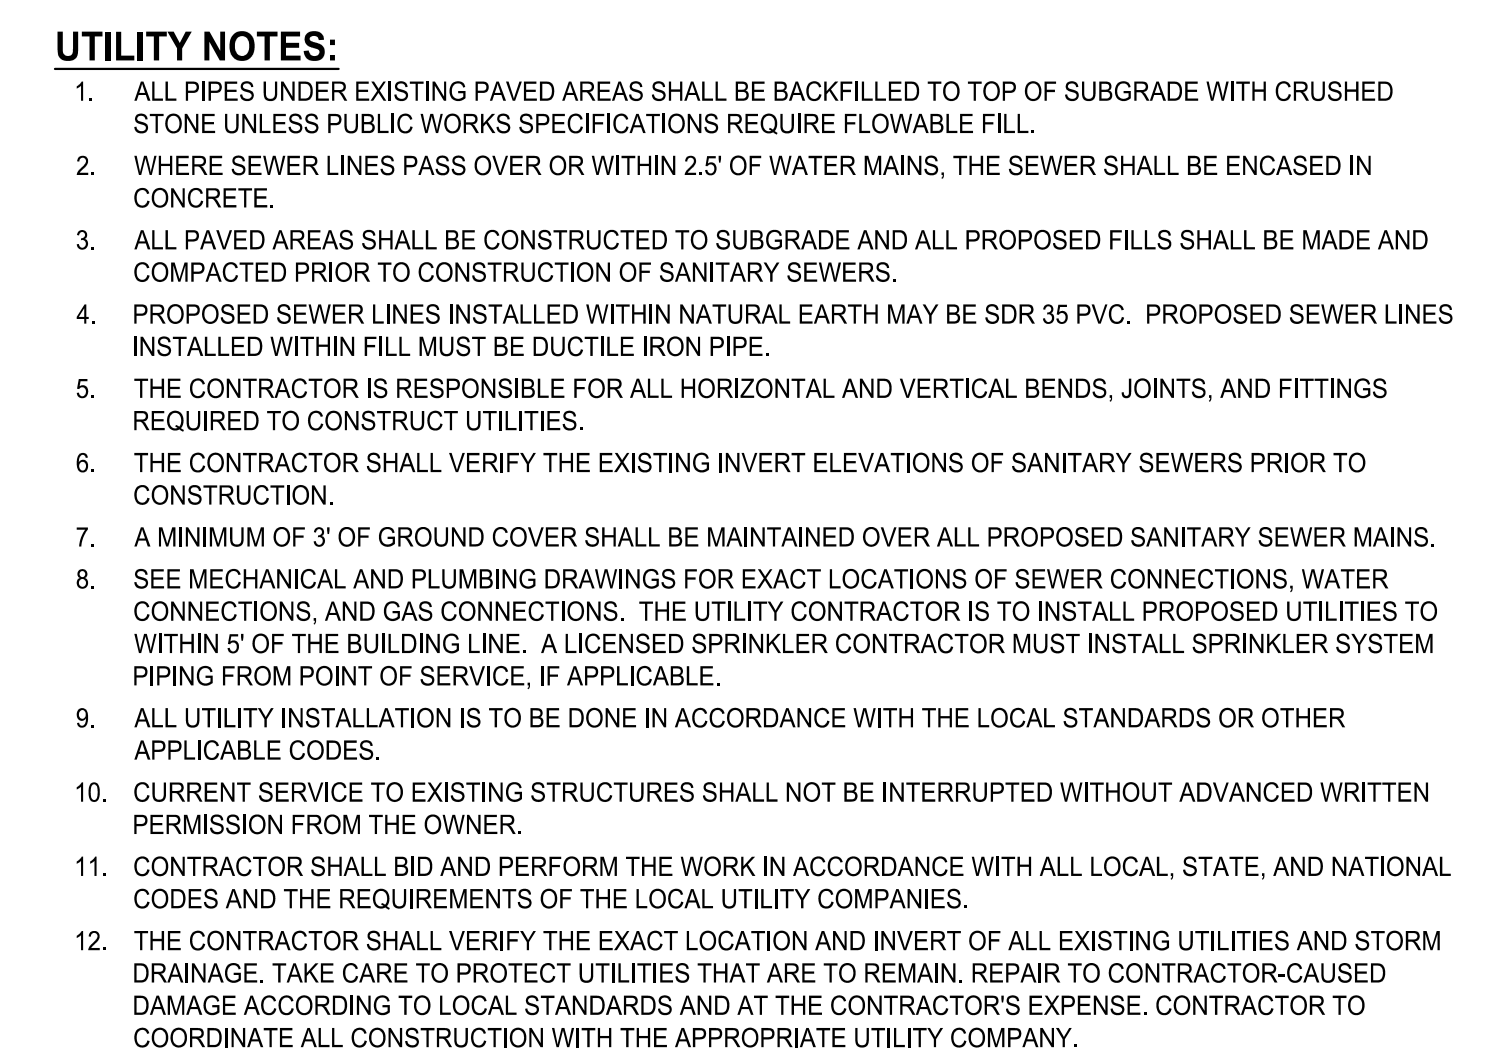 UTILITY NOTES:
1. ALL PIPES UNDER EXISTING PAVED AREAS SHALL BE BACKFILLED TO TOP OF SUBGRADE WITH CRUSHED
STONE UNLESS PUBLIC WORKS SPECIFICATIONS REQUIRE FLOWABLE FILL.
2. WHERE SEWER LINES PASS OVER OR WITHIN 2.5' OF WATER MAINS, THE SEWER SHALL BE ENCASED IN
CONCRETE.
3. ALL PAVED AREAS SHALL BE CONSTRUCTED TO SUBGRADE AND ALL PROPOSED FILLS SHALL BE MADE AND
COMPACTED PRIOR TO CONSTRUCTION OF SANITARY SEWERS.
4. PROPOSED SEWER LINES INSTALLED WITHIN NATURAL EARTH MAY BE SDR 35 PVC.  PROPOSED SEWER LINES
INSTALLED WITHIN FILL MUST BE DUCTILE IRON PIPE.
5. THE CONTRACTOR IS RESPONSIBLE FOR ALL HORIZONTAL AND VERTICAL BENDS, JOINTS, AND FITTINGS
REQUIRED TO CONSTRUCT UTILITIES.
6. THE CONTRACTOR SHALL VERIFY THE EXISTING INVERT ELEVATIONS OF SANITARY SEWERS PRIOR TO
CONSTRUCTION.
7. A MINIMUM OF 3' OF GROUND COVER SHALL BE MAINTAINED OVER ALL PROPOSED SANITARY SEWER MAINS.
8. SEE MECHANICAL AND PLUMBING DRAWINGS FOR EXACT LOCATIONS OF SEWER CONNECTIONS, WATER
CONNECTIONS, AND GAS CONNECTIONS.  THE UTILITY CONTRACTOR IS TO INSTALL PROPOSED UTILITIES TO
WITHIN 5' OF THE BUILDING LINE.  A LICENSED SPRINKLER CONTRACTOR MUST INSTALL SPRINKLER SYSTEM
PIPING FROM POINT OF SERVICE, IF APPLICABLE.
9. ALL UTILITY INSTALLATION IS TO BE DONE IN ACCORDANCE WITH THE LOCAL STANDARDS OR OTHER
APPLICABLE CODES.
10. CURRENT SERVICE TO EXISTING STRUCTURES SHALL NOT BE INTERRUPTED WITHOUT ADVANCED WRITTEN
PERMISSION FROM THE OWNER.
11. CONTRACTOR SHALL BID AND PERFORM THE WORK IN ACCORDANCE WITH ALL LOCAL, STATE, AND NATIONAL
CODES AND THE REQUIREMENTS OF THE LOCAL UTILITY COMPANIES.
12. THE CONTRACTOR SHALL VERIFY THE EXACT LOCATION AND INVERT OF ALL EXISTING UTILITIES AND STORM
DRAINAGE. TAKE CARE TO PROTECT UTILITIES THAT ARE TO REMAIN. REPAIR TO CONTRACTOR-CAUSED
DAMAGE ACCORDING TO LOCAL STANDARDS AND AT THE CONTRACTOR'S EXPENSE. CONTRACTOR TO
COORDINATE ALL CONSTRUCTION WITH THE APPROPRIATE UTILITY COMPANY.